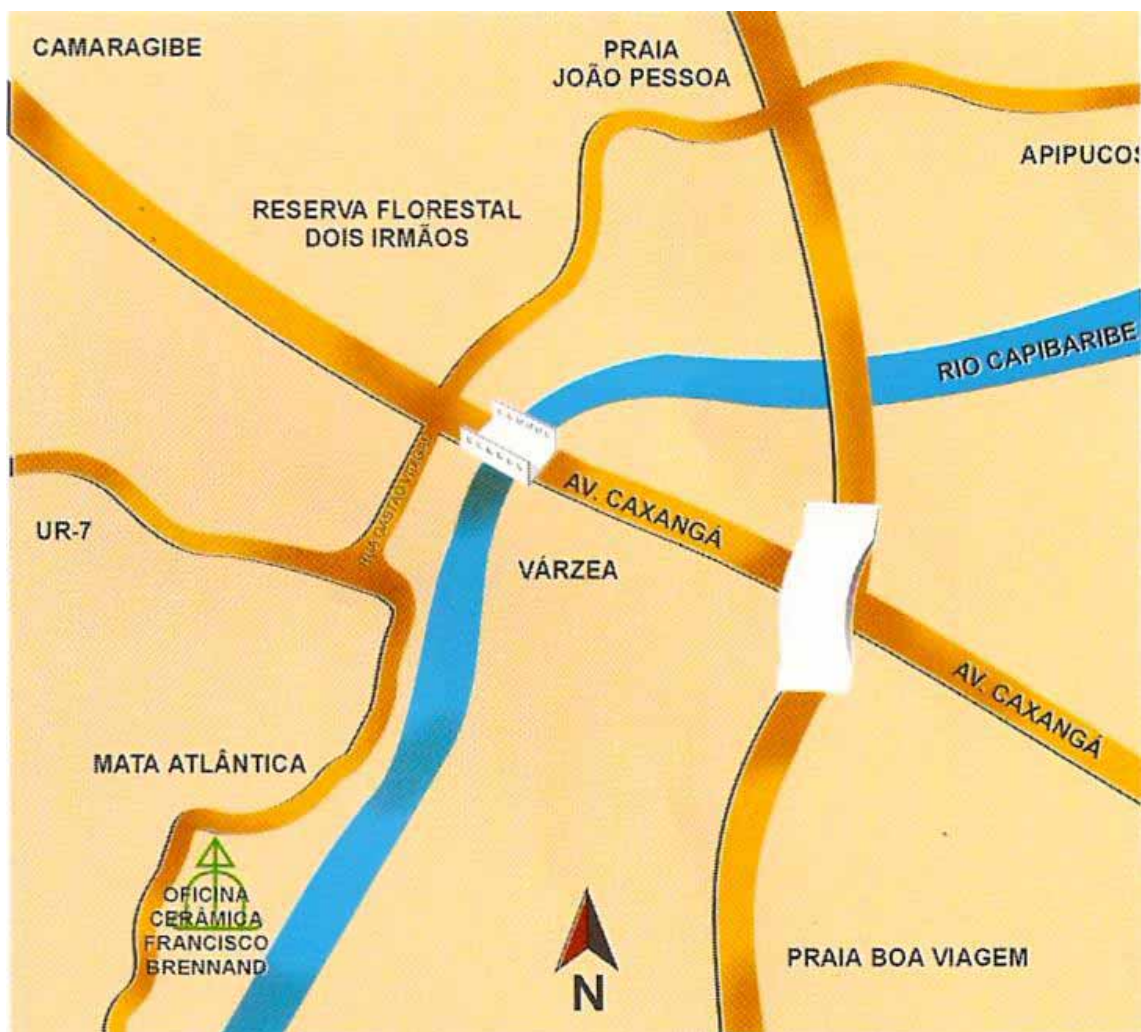 CAMARAGIBE
PRAIA
JOÃO PESSOA
APIPUCOS
RESERVA FLORESTAL
DOIS IRMÃOS
RIO CAPIBARIBE
AV. CAXANGÁ
UR-7
VÁRZEA
AV. CAXANGÁ
MATA ATLÂNTICA
OFICINA
CERÂMICA
FRANCISCO
BRENNAND
PRAIA BOA VIAGEM
N